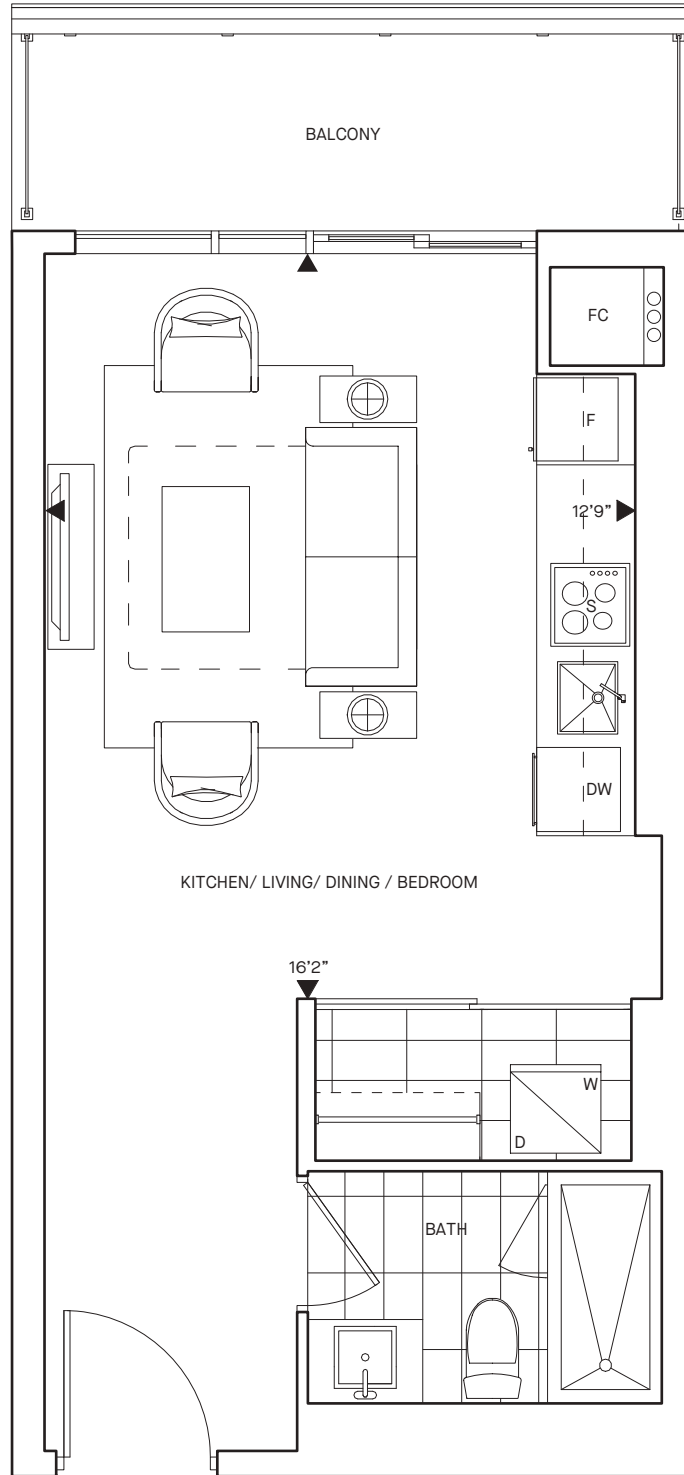 BALCONY
FC
F
12'9"
S
DW
KITCHEN/ LIVING/ DINING / BEDROOM
16'2"
W
D
BATH